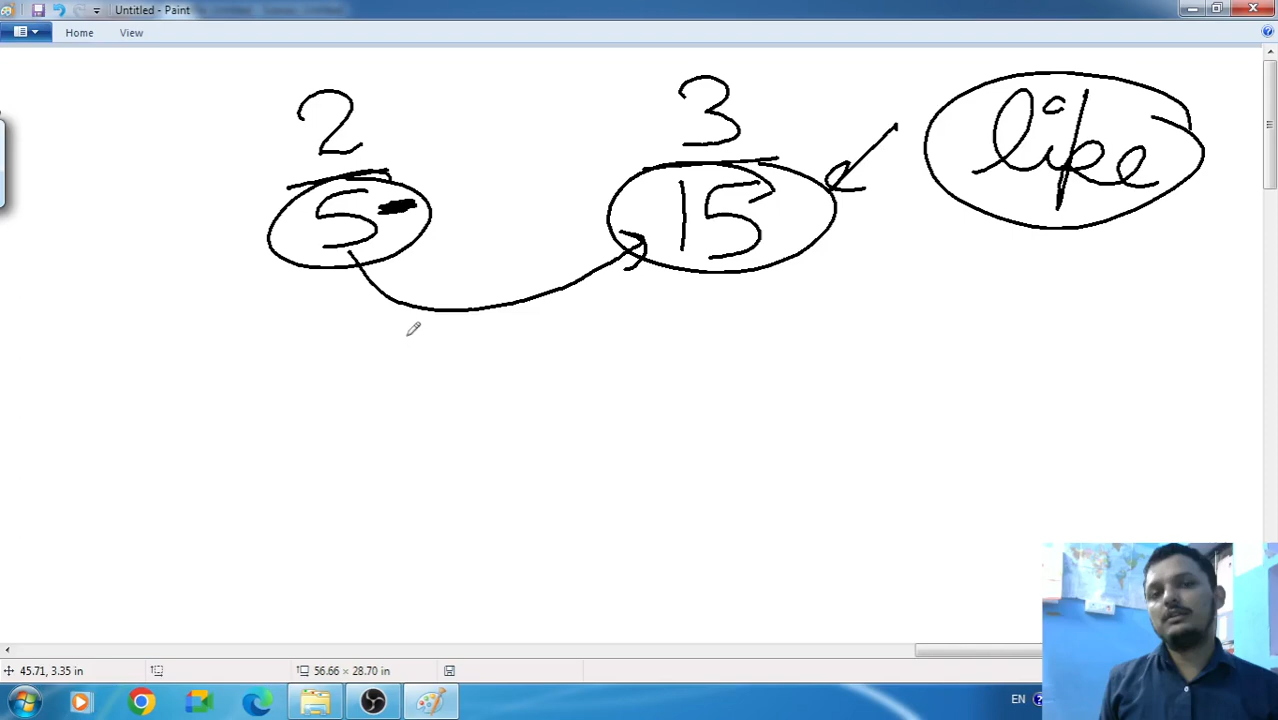 Untitled - Paint
Home View
2 3 like
5 15
45.71, 3.35 in 56.66 × 28.70 in
EN